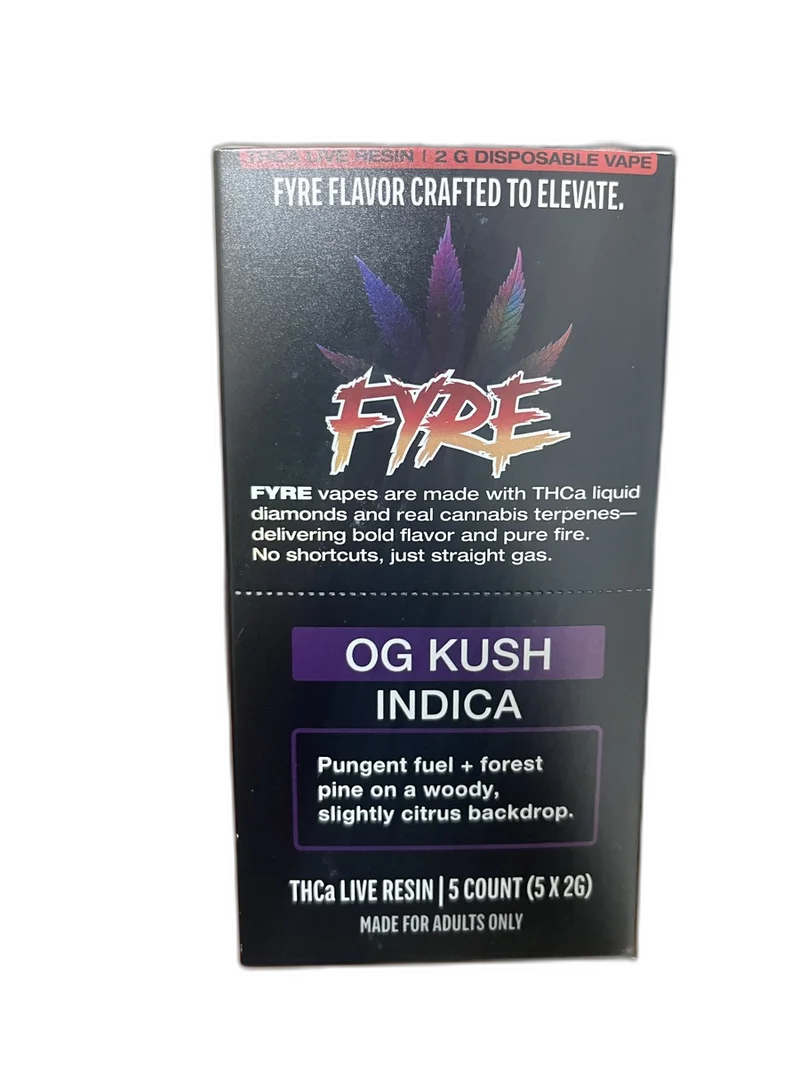 THCA LIVE RESIN | 2 G DISPOSABLE VAPE
FYRE FLAVOR CRAFTED TO ELEVATE.
FYRE
FYRE vapes are made with THCa liquid
diamonds and real cannabis terpenes—
delivering bold flavor and pure fire.
No shortcuts, just straight gas.
OG KUSH
INDICA
Pungent fuel + forest
pine on a woody,
slightly citrus backdrop.
THCa LIVE RESIN | 5 COUNT (5 X 2G)
MADE FOR ADULTS ONLY